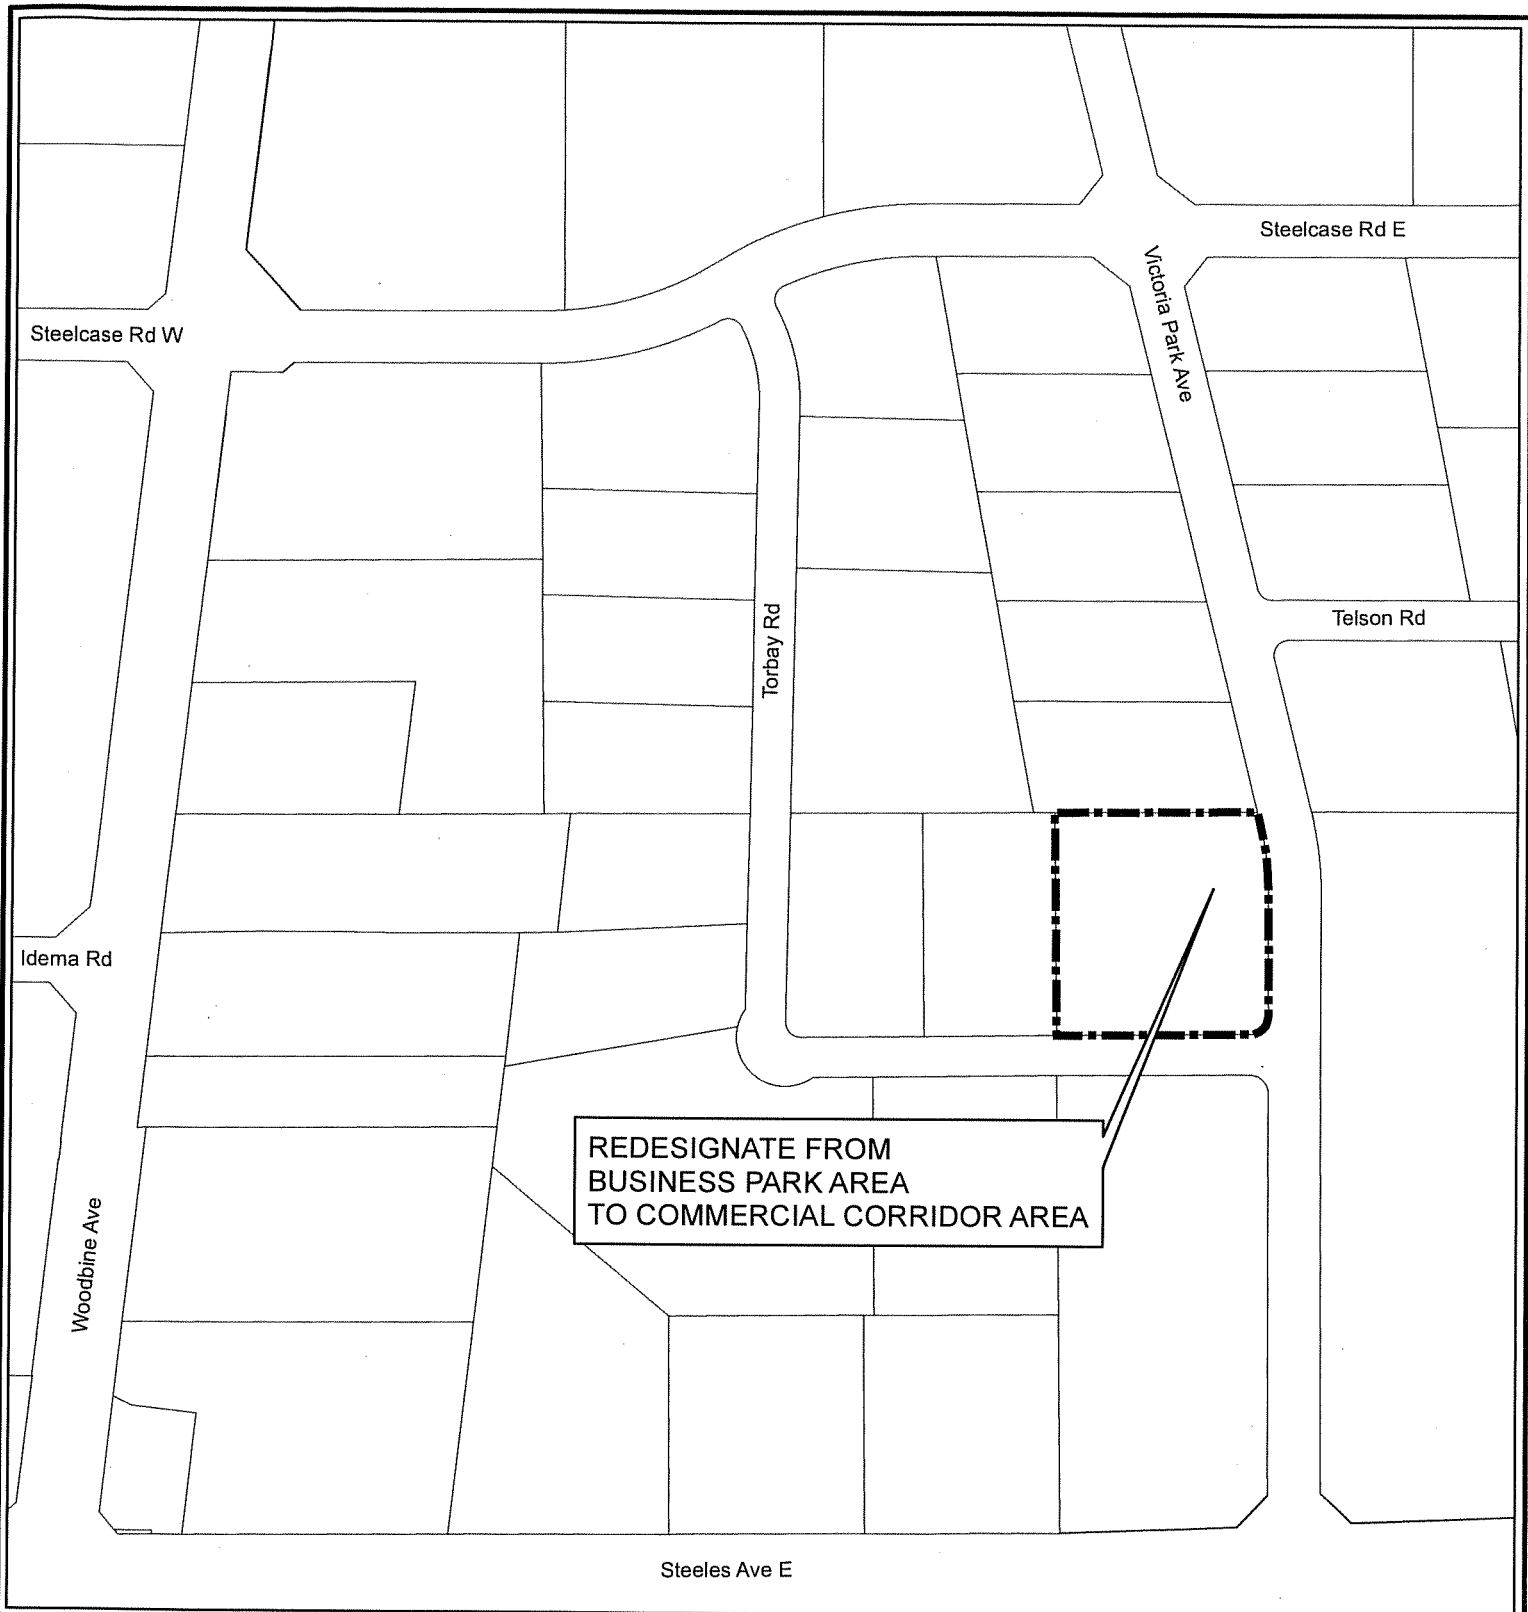 Steelcase Rd E
Victoria Park Ave
Steelcase Rd W
Telson Rd
Torbay Rd
Idema Rd
REDESIGNATE FROM
BUSINESS PARK AREA
TO COMMERCIAL CORRIDOR AREA
Woodbine Ave
Steeles Ave E